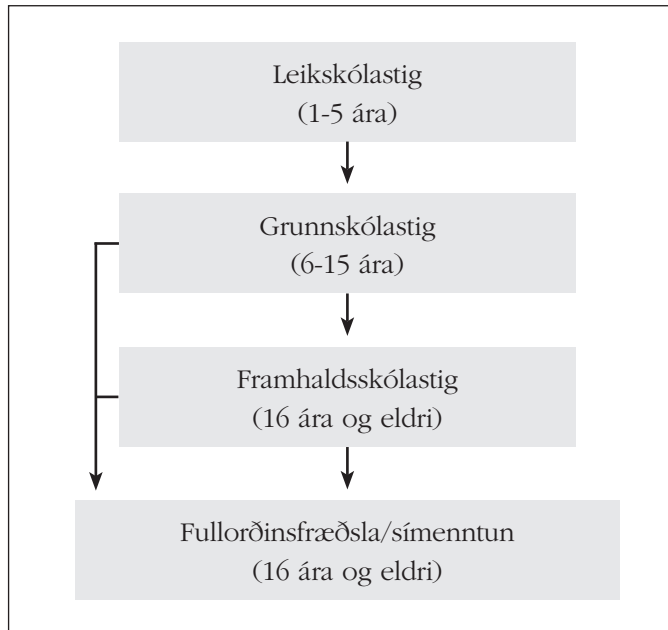 Leikskólastig
(1-5 ára)
Grunnskólastig
(6-15 ára)
Framhaldsskólastig
(16 ára og eldri)
Fullorðinsfræðsla/símenntun
(16 ára og eldri)